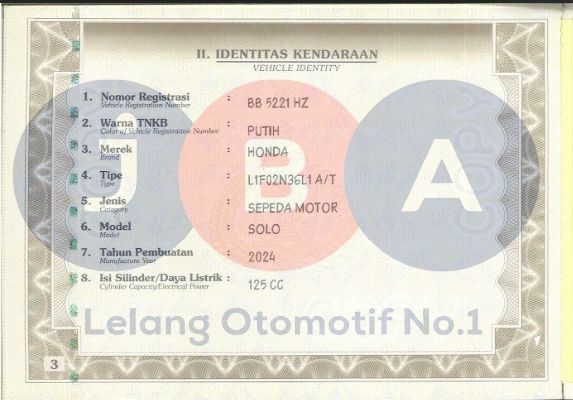 II. IDENTITAS KENDARAAN
VEHICLE IDENTITY
1. Nomor Registrasi : BB 5221 HZ
Vehicle Registration Number
2. Warna TNKB : PUTIH
Color of Vehicle Registration Number
3. Merek : HONDA
Brand
4. Tipe : L1F02N36L1 A/T
Type
5. Jenis : SEPEDA MOTOR
Category
6. Model : SOLO
Model
7. Tahun Pembuatan : 2024
Manufacture Year
8. Isi Silinder/Daya Listrik : 125 CC
Cylinder Capacity/Electrical Power
J B A
Lelang Otomotif No.1
3